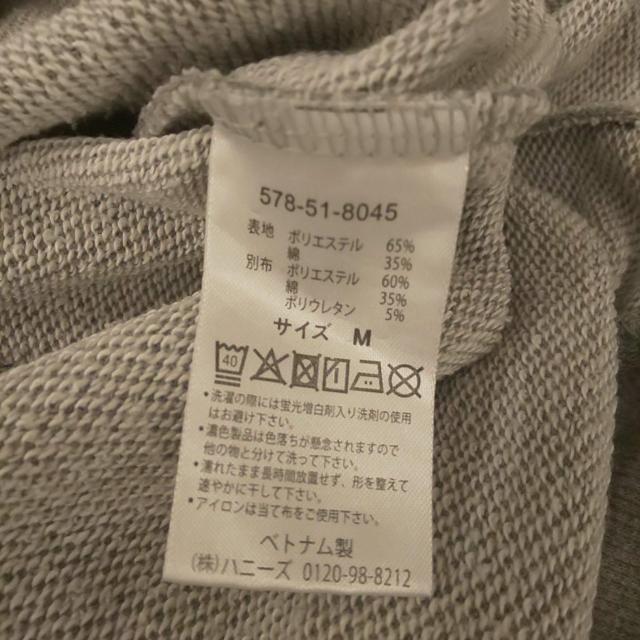 578-51-8045
表地 ポリエステル 65%
綿 35%
別布 ポリエステル 60%
綿 35%
ポリウレタン 5%
サイズ M
40
•洗濯の際には蛍光増白剤入り洗剤の使用
はお避け下さい。
•濃色製品は色落ちが懸念されますので
他の物と分けて洗って下さい。
•濡れたまま長時間放置せず、形を整えて
速やかに干して下さい。
•アイロンは当て布をご使用下さい。
ベトナム製
(株)ハニーズ 0120-98-8212